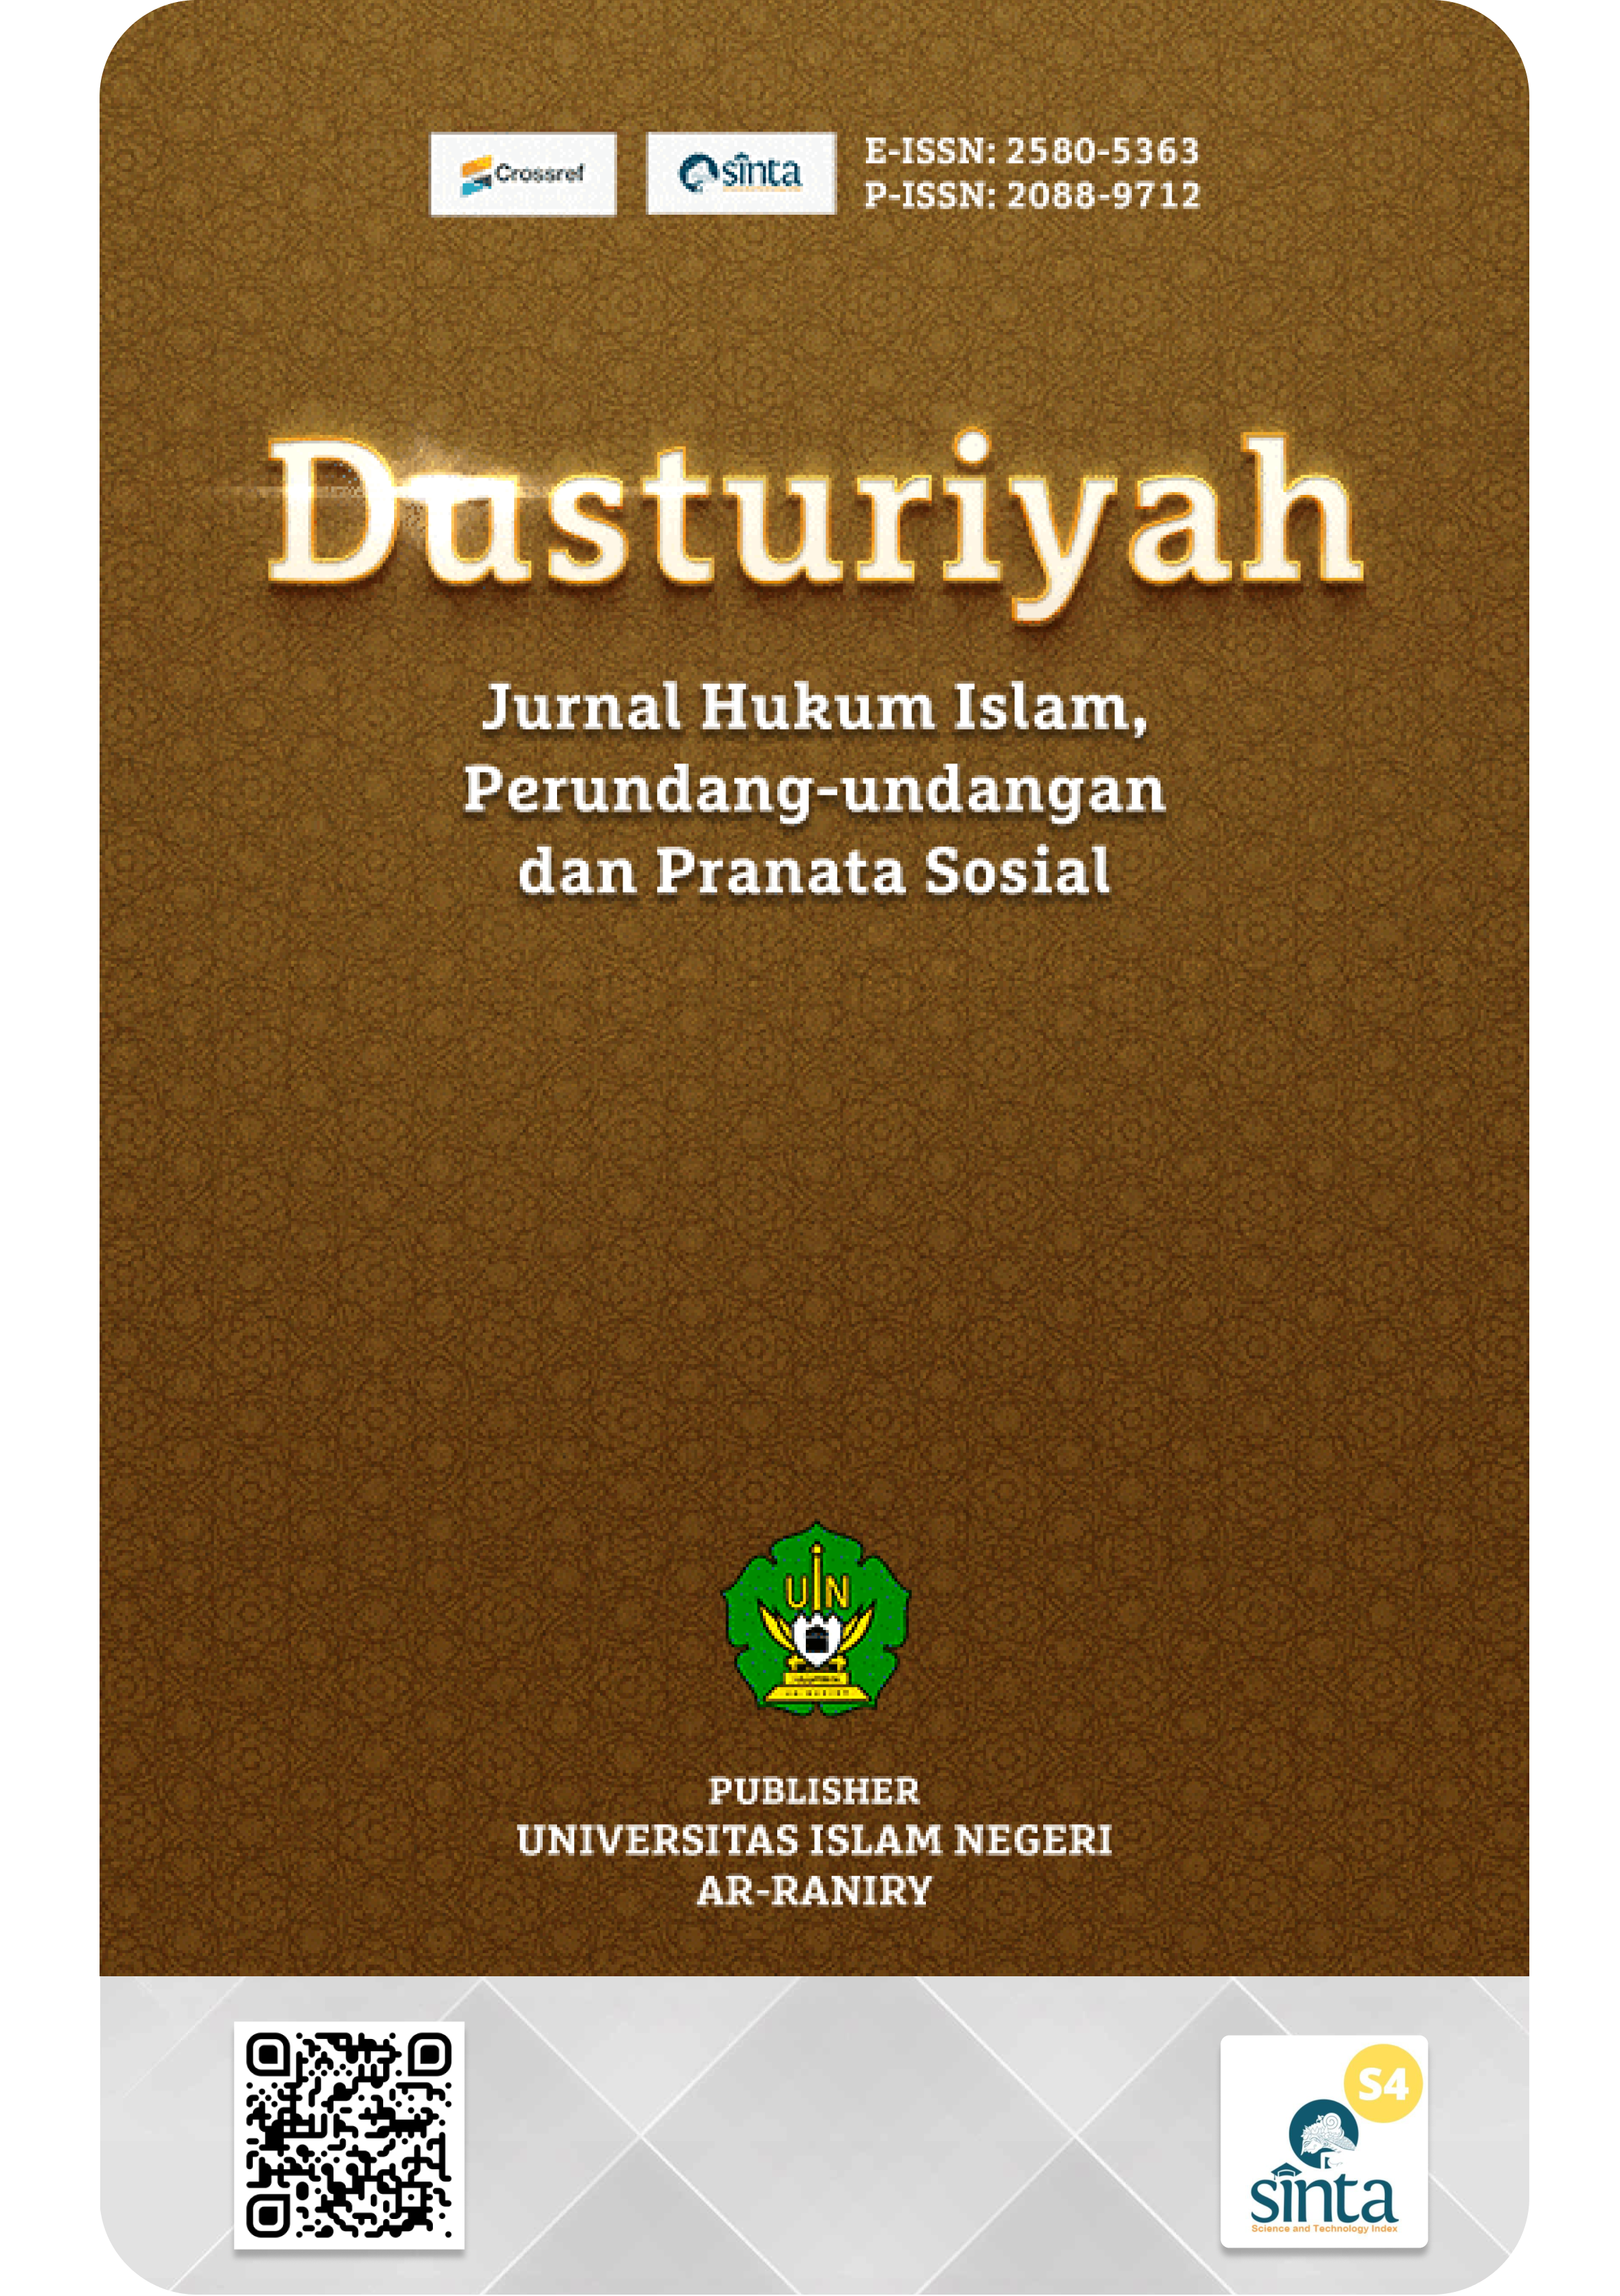 Crossref
sinta
E-ISSN: 2580-5363
P-ISSN: 2088-9712
Dusturiyah
Jurnal Hukum Islam,
Perundang-undangan
dan Pranata Sosial
UIN
PUBLISHER
UNIVERSITAS ISLAM NEGERI
AR-RANIRY
S4
sinta
Science and Technology Index